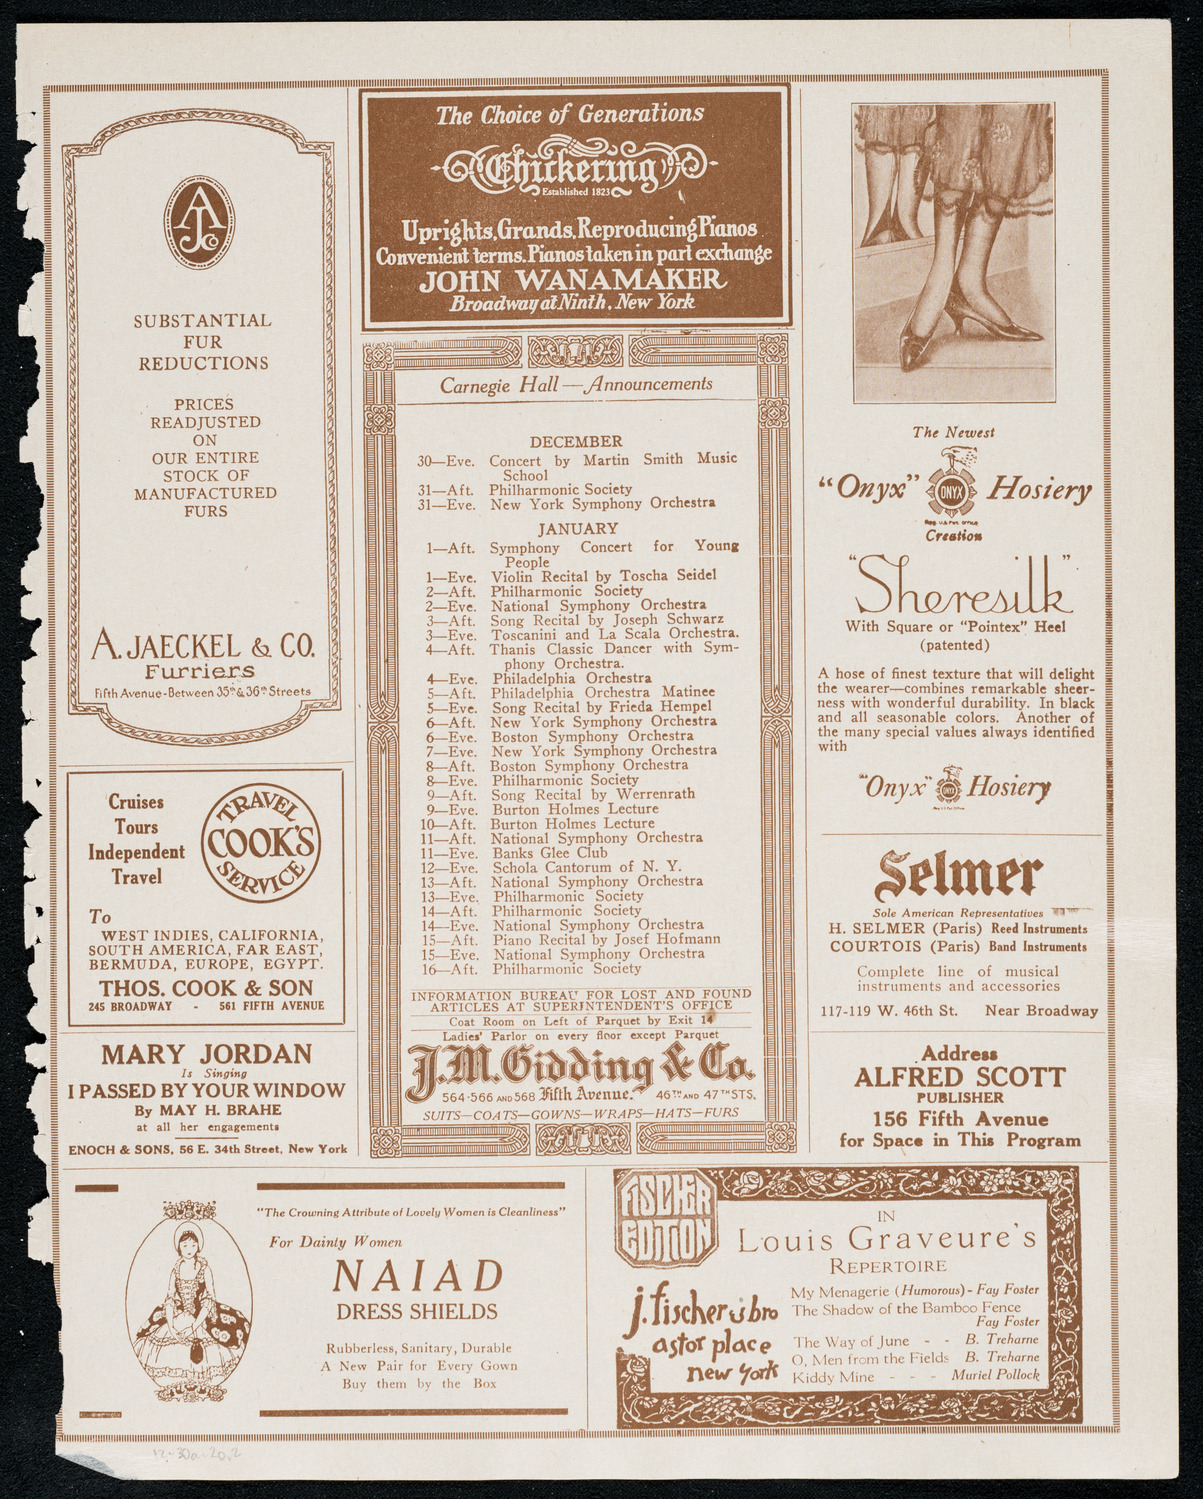 AJCo
SUBSTANTIAL
FUR
REDUCTIONS
PRICES
READJUSTED
ON
OUR ENTIRE
STOCK OF
MANUFACTURED
FURS
A. JAECKEL & CO.
Furriers
Fifth Avenue - Between 35th & 36th Streets
Cruises
Tours
Independent
Travel
TRAVEL
COOK'S
SERVICE
To
WEST INDIES, CALIFORNIA,
SOUTH AMERICA, FAR EAST,
BERMUDA, EUROPE, EGYPT.
THOS. COOK & SON
245 BROADWAY - 561 FIFTH AVENUE
MARY JORDAN
Is Singing
I PASSED BY YOUR WINDOW
By MAY H. BRAHE
at all her engagements
ENOCH & SONS, 56 E. 34th Street, New York
The Choice of Generations
Chickering
Established 1823
Uprights, Grands, Reproducing Pianos.
Convenient terms. Pianos taken in part exchange
JOHN WANAMAKER
Broadway at Ninth, New York
Carnegie Hall — Announcements
DECEMBER
30—Eve. Concert by Martin Smith Music
School
31—Aft. Philharmonic Society
31—Eve. New York Symphony Orchestra
JANUARY
1—Aft. Symphony Concert for Young
People
1—Eve. Violin Recital by Toscha Seidel
2—Aft. Philharmonic Society
2—Eve. National Symphony Orchestra
3—Aft. Song Recital by Joseph Schwarz
3—Eve. Toscanini and La Scala Orchestra.
4—Aft. Thanis Classic Dancer with Sym-
phony Orchestra.
4—Eve. Philadelphia Orchestra
5—Aft. Philadelphia Orchestra Matinee
5—Eve. Song Recital by Frieda Hempel
6—Aft. New York Symphony Orchestra
6—Eve. Boston Symphony Orchestra
7—Eve. New York Symphony Orchestra
8—Aft. Boston Symphony Orchestra
8—Eve. Philharmonic Society
9—Aft. Song Recital by Werrenrath
9—Eve. Burton Holmes Lecture
10—Aft. Burton Holmes Lecture
11—Aft. National Symphony Orchestra
11—Eve. Banks Glee Club
12—Eve. Schola Cantorum of N. Y.
13—Aft. National Symphony Orchestra
13—Eve. Philharmonic Society
14—Aft. Philharmonic Society
14—Eve. National Symphony Orchestra
15—Aft. Piano Recital by Josef Hofmann
15—Eve. National Symphony Orchestra
16—Aft. Philharmonic Society
INFORMATION BUREAU FOR LOST AND FOUND
ARTICLES AT SUPERINTENDENT'S OFFICE
Coat Room on Left of Parquet by Exit 14
Ladies' Parlor on every floor except Parquet
J. M. Gidding & Co.
564-566 AND 568 Fifth Avenue. 46TH AND 47TH STS.
SUITS—COATS—GOWNS—WRAPS—HATS—FURS
The Newest
"Onyx" ONYX Hosiery
Reg. U.S. Pat. Office
Creation
"Sheresilk"
With Square or "Pointex" Heel
(patented)
A hose of finest texture that will delight
the wearer—combines remarkable sheer-
ness with wonderful durability. In black
and all seasonable colors. Another of
the many special values always identified
with
"Onyx" ONYX Hosiery
Reg. U.S. Pat. Office
Selmer
Sole American Representatives
H. SELMER (Paris) Reed Instruments
COURTOIS (Paris) Band Instruments
Complete line of musical
instruments and accessories
117-119 W. 46th St. Near Broadway
Address
ALFRED SCOTT
PUBLISHER
156 Fifth Avenue
for Space in This Program
"The Crowning Attribute of Lovely Women is Cleanliness"
For Dainty Women
NAIAD
DRESS SHIELDS
Rubberless, Sanitary, Durable
A New Pair for Every Gown
Buy them by the Box
FISCHER
EDITION
j. fischer & bro
astor place
new york
IN
Louis Graveure's
REPERTOIRE
My Menagerie (Humorous) - Fay Foster
The Shadow of the Bamboo Fence
Fay Foster
The Way of June - - B. Treharne
O, Men from the Fields B. Treharne
Kiddy Mine - - - Muriel Pollock
12-30a-20.2